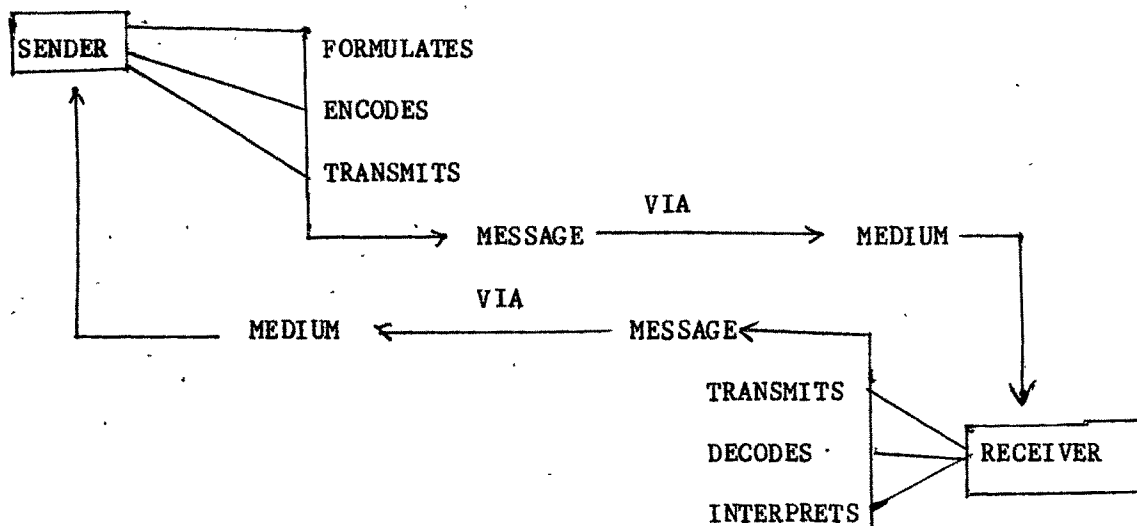 SENDER
FORMULATES
ENCODES
TRANSMITS
MESSAGE VIA MEDIUM
MEDIUM VIA MESSAGE
TRANSMITS
DECODES
INTERPRETS
RECEIVER